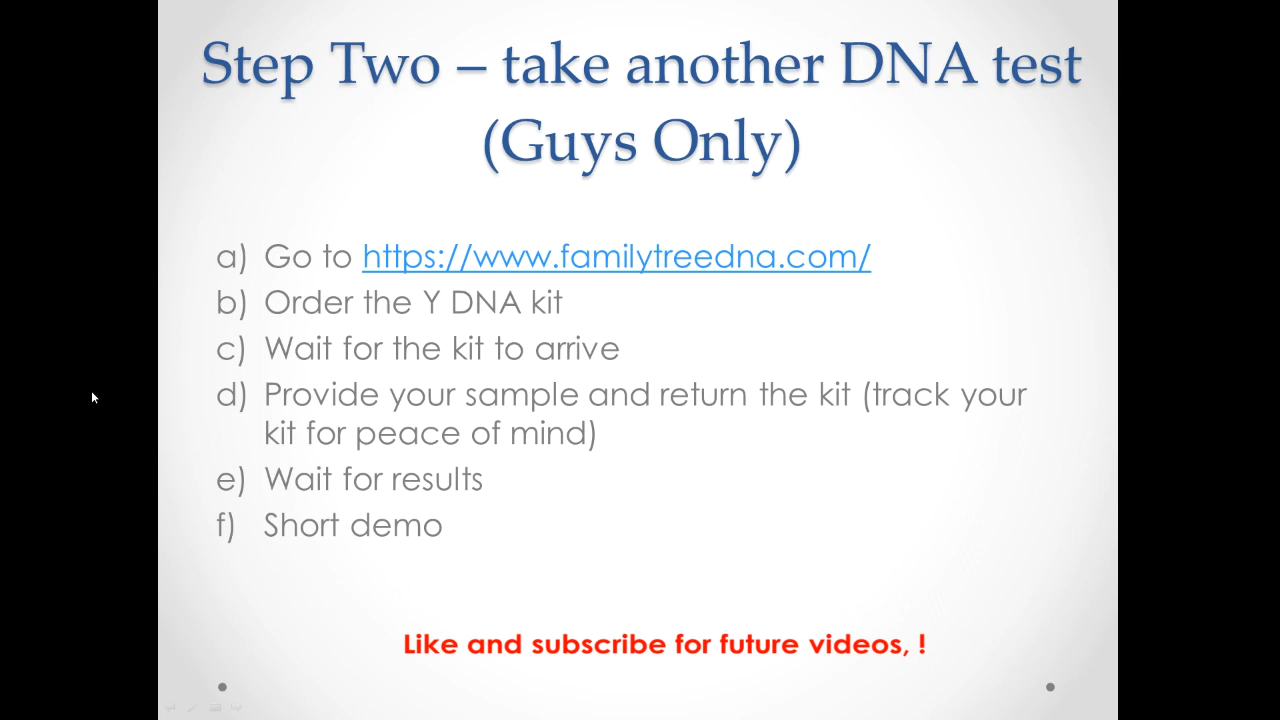 Step Two – take another DNA test
(Guys Only)
a) Go to https://www.familytreedna.com/
b) Order the Y DNA kit
c) Wait for the kit to arrive
d) Provide your sample and return the kit (track your
kit for peace of mind)
e) Wait for results
f) Short demo
Like and subscribe for future videos, !